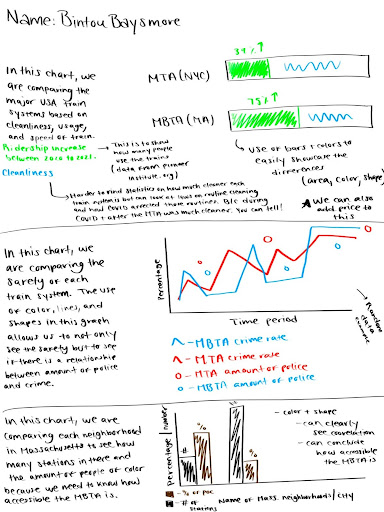 Name: Bintou Baysmore
In this chart, we
are comparing the
major USA train
systems based on
cleanliness, usage,
and speed of train.
Ridership increase
between 2020 to 2021.
Cleanliness
This is to show
how many people
use the trains
(data from pioneer
institute.org)
Harder to find statistics on how much cleaner each
train system is but can look at laws on routine cleaning
and how COVID affected those routines. B/c during
COVID + after the MTA was much cleaner. You can tell!
39% ↑
MTA (NYC)
75% ↑
MBTA (MA)
use of bars + colors to
easily showcase the
differences
(area, color, shape)
We can also
add price to
this
In this chart, we
are comparing the
safety of each
train system. The use
of color, lines, and
shapes in this graph
allows us to not only
see the safety but to see
if there is a relationship
between amount of police
and crime.
Percentage
Time period
Random
data
- MBTA crime rate
- MTA crime rate
o - MTA amount of police
o - MBTA amount of police
In this chart, we are
comparing each neighborhood
in Massachusetts to see how
many stations in there and
the amount of people of color
because we need to know how
accessible the MBTA is.
Percentage/number
#
%
#
%
- % of POC
- # of
stations
Name of Mass. neighborhoods/city
- color + shape
- can clearly
see correlation
- can conclude
how accessible
the MBTA is